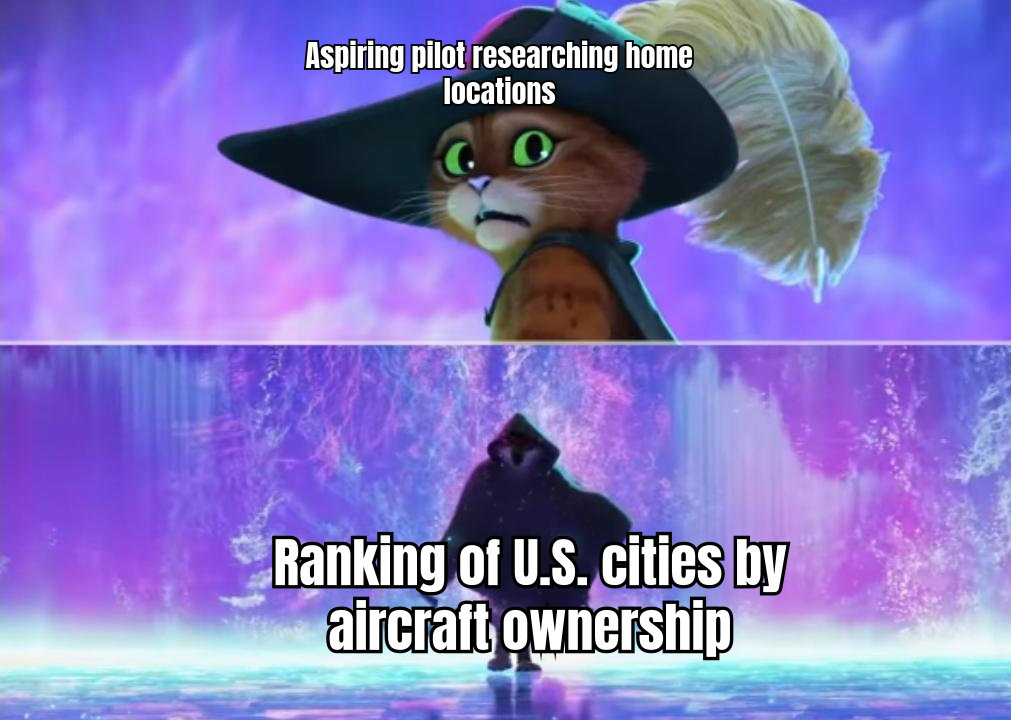 Aspiring pilot researching home
locations
Ranking of U.S. cities by
aircraft ownership